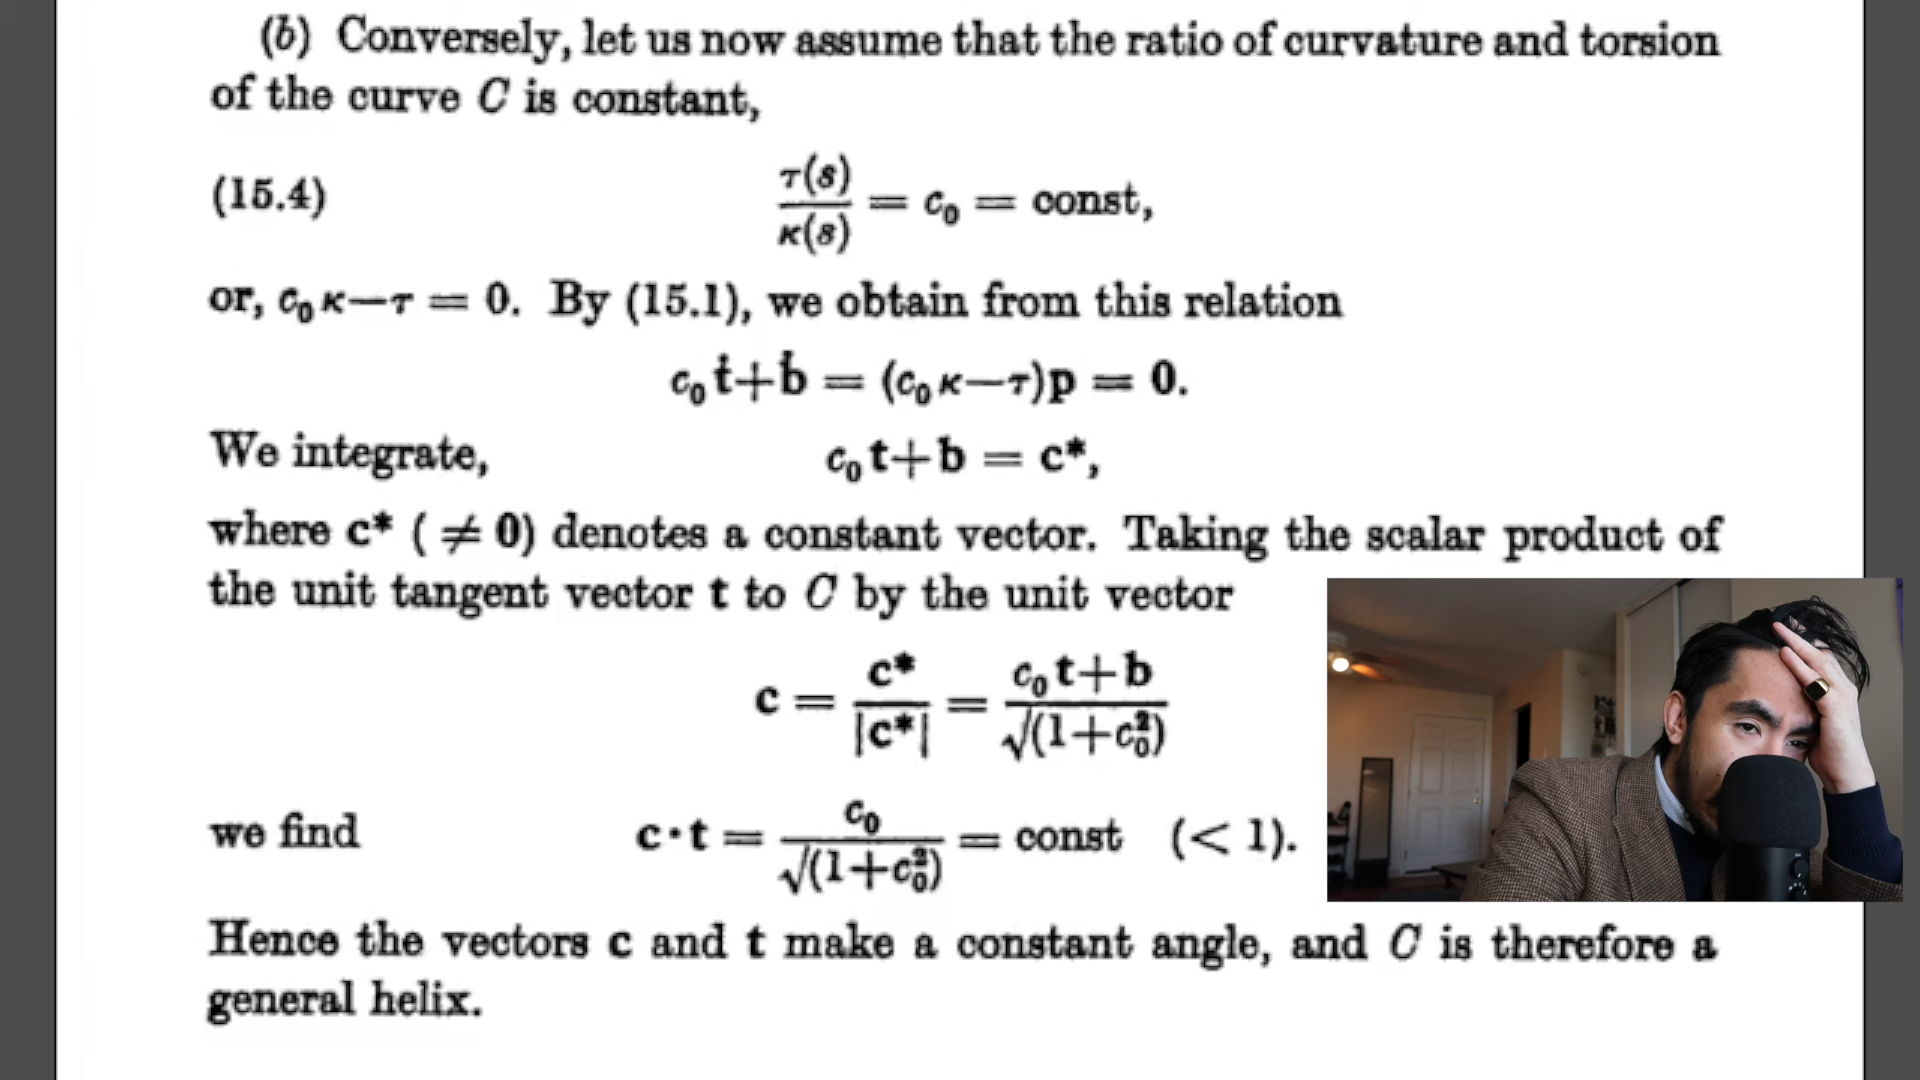 (b) Conversely, let us now assume that the ratio of curvature and torsion
of the curve C is constant,
(15.4) τ(s)/κ(s) = c₀ = const,
or, c₀κ—τ = 0. By (15.1), we obtain from this relation
c₀ṫ+ḃ = (c₀κ—τ)p = 0.
We integrate, c₀t+b = c*,
where c* ( ≠ 0) denotes a constant vector. Taking the scalar product of
the unit tangent vector t to C by the unit vector
c = c*/|c*| = c₀t+b/√(1+c₀²)
we find c·t = c₀/√(1+c₀²) = const (< 1).
Hence the vectors c and t make a constant angle, and C is therefore a
general helix.